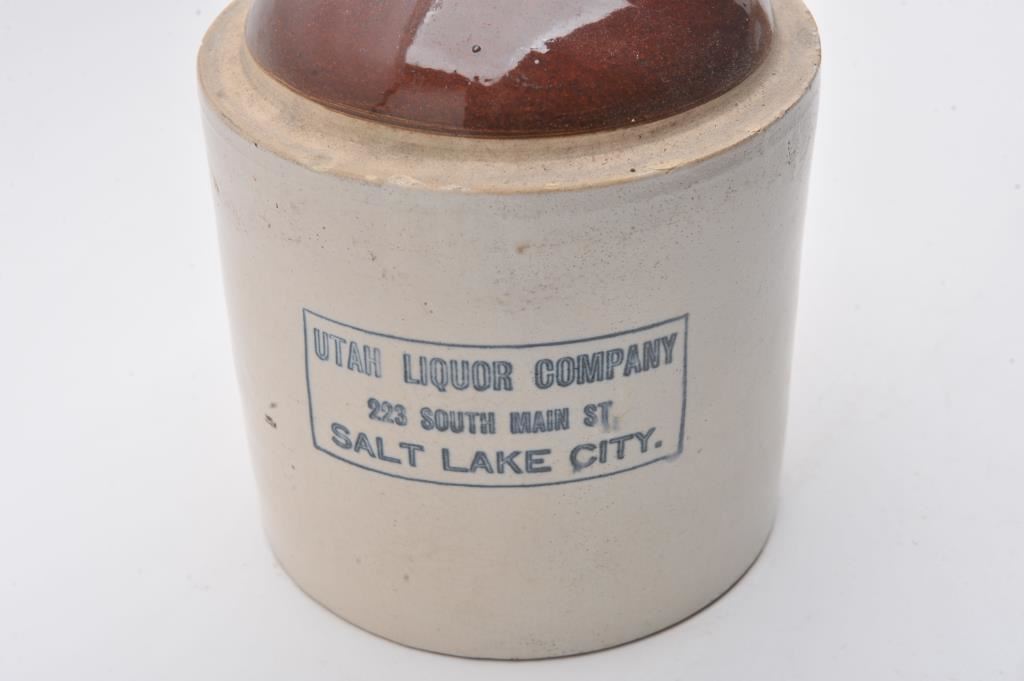 UTAH LIQUOR COMPANY
223 SOUTH MAIN ST.
SALT LAKE CITY.